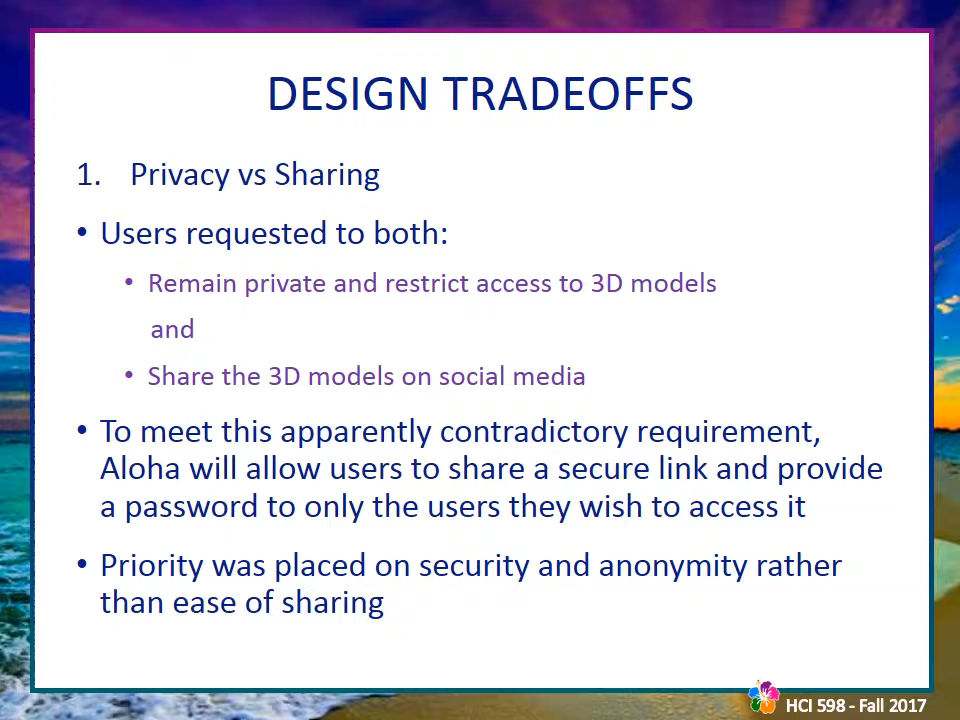 DESIGN TRADEOFFS
1. Privacy vs Sharing
• Users requested to both:
• Remain private and restrict access to 3D models
and
• Share the 3D models on social media
• To meet this apparently contradictory requirement,
Aloha will allow users to share a secure link and provide
a password to only the users they wish to access it
• Priority was placed on security and anonymity rather
than ease of sharing
HCI 598 - Fall 2017